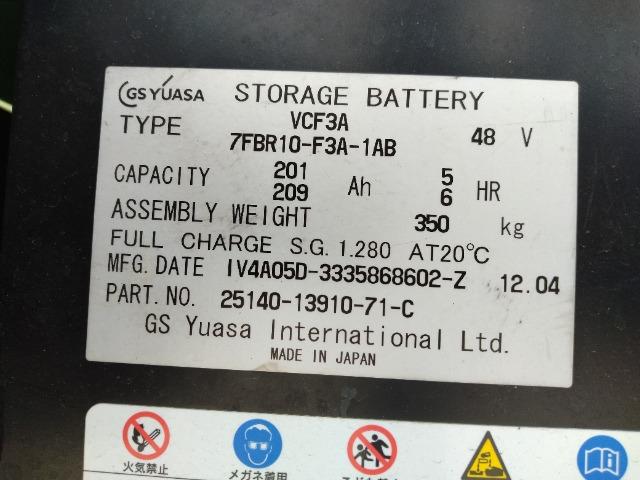 GS YUASA STORAGE BATTERY
TYPE VCF3A 48 V
7FBR10-F3A-1AB
CAPACITY 201 Ah 5 HR
209 6
ASSEMBLY WEIGHT 350 kg
FULL CHARGE S.G. 1.280 AT20℃
MFG. DATE IV4A05D-3335868602-Z 12.04
PART. NO. 25140-13910-71-C
GS Yuasa International Ltd.
MADE IN JAPAN
火気禁止
メガネ着用